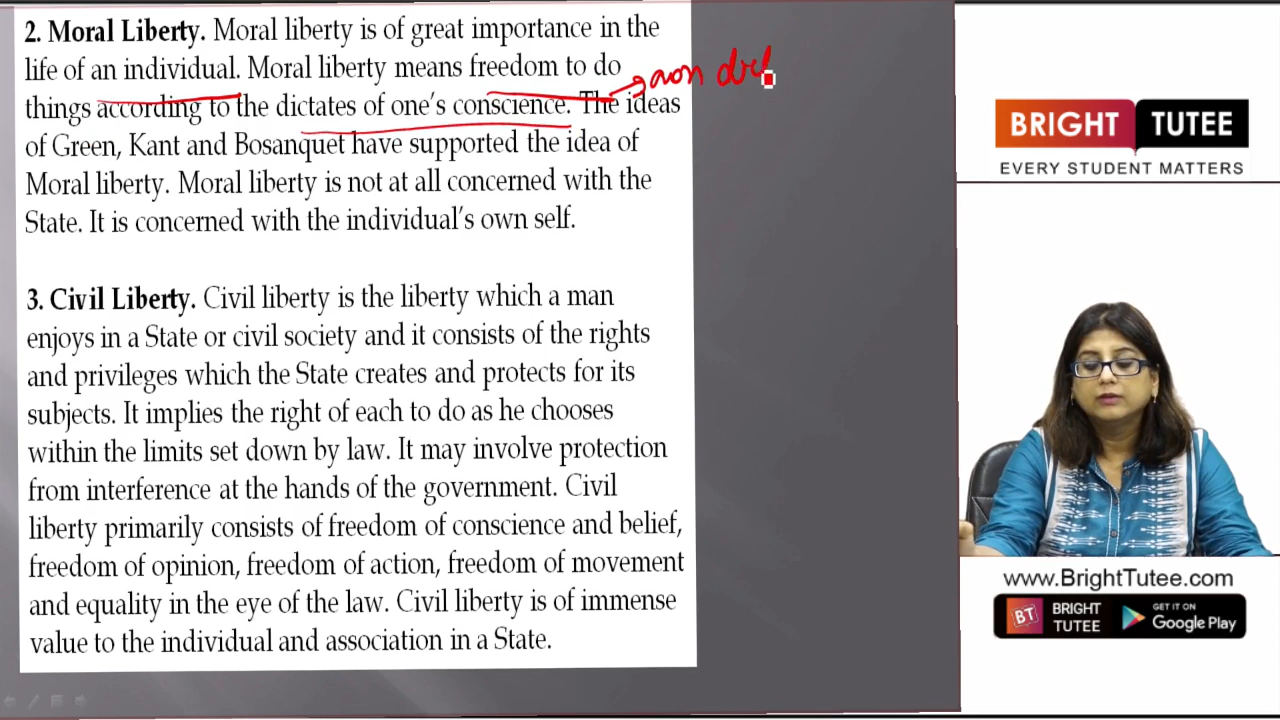 2. Moral Liberty. Moral liberty is of great importance in the
life of an individual. Moral liberty means freedom to do
things according to the dictates of one's conscience. The ideas
of Green, Kant and Bosanquet have supported the idea of
Moral liberty. Moral liberty is not at all concerned with the
State. It is concerned with the individual's own self.
3. Civil Liberty. Civil liberty is the liberty which a man
enjoys in a State or civil society and it consists of the rights
and privileges which the State creates and protects for its
subjects. It implies the right of each to do as he chooses
within the limits set down by law. It may involve protection
from interference at the hands of the government. Civil
liberty primarily consists of freedom of conscience and belief,
freedom of opinion, freedom of action, freedom of movement
and equality in the eye of the law. Civil liberty is of immense
value to the individual and association in a State.
BRIGHT TUTEE
EVERY STUDENT MATTERS
www.BrightTutee.com
BT BRIGHT TUTEE
GET IT ON
Google Play